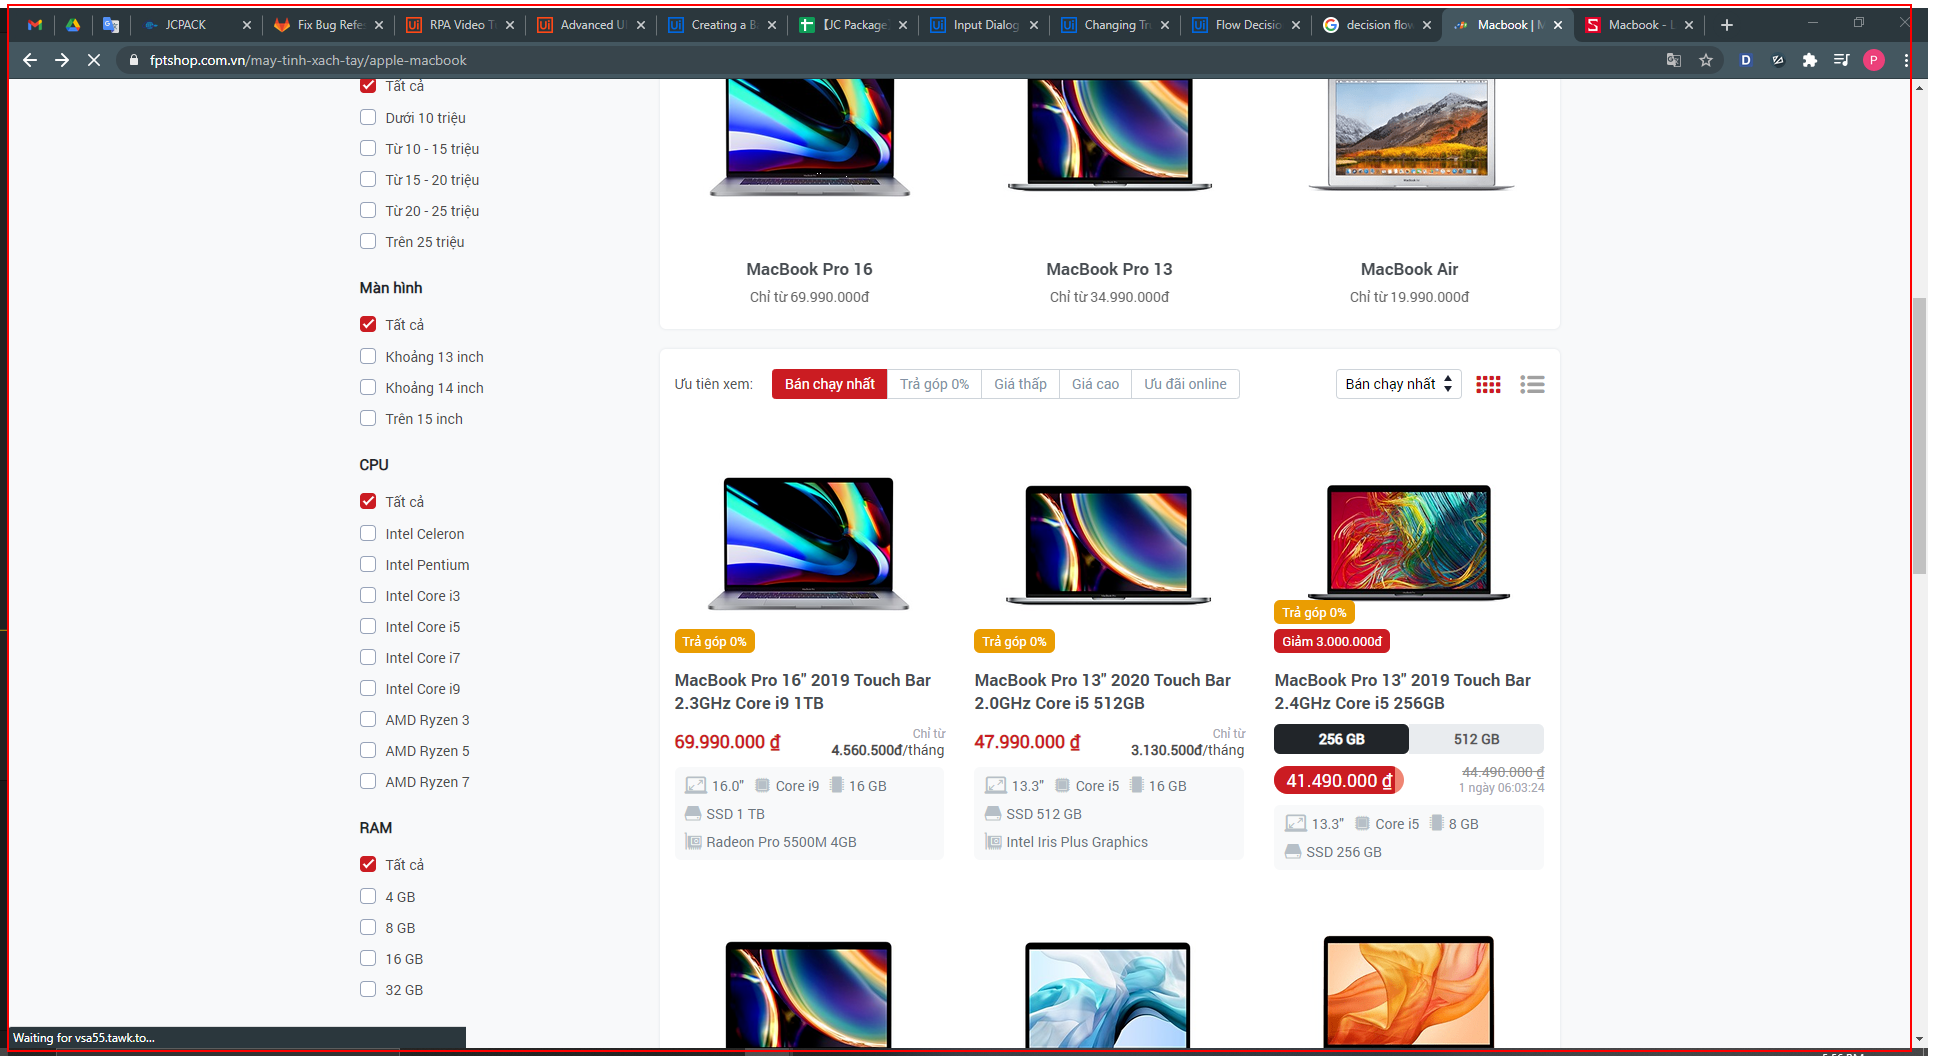 JCPACK
Fix Bug Refe
RPA Video T
Advanced U
Creating a B
[JC Package
Input Dialog
Changing Tr
Flow Decisio
decision flow
Macbook | M
Macbook - L
fptshop.com.vn/may-tinh-xach-tay/apple-macbook
Tất cả
Dưới 10 triệu
Từ 10 - 15 triệu
Từ 15 - 20 triệu
Từ 20 - 25 triệu
Trên 25 triệu
Màn hình
Tất cả
Khoảng 13 inch
Khoảng 14 inch
Trên 15 inch
CPU
Tất cả
Intel Celeron
Intel Pentium
Intel Core i3
Intel Core i5
Intel Core i7
Intel Core i9
AMD Ryzen 3
AMD Ryzen 5
AMD Ryzen 7
RAM
Tất cả
4 GB
8 GB
16 GB
32 GB
MacBook Pro 16
Chỉ từ 69.990.000đ
MacBook Pro 13
Chỉ từ 34.990.000đ
MacBook Air
Chỉ từ 19.990.000đ
Ưu tiên xem:
Bán chạy nhất
Trả góp 0%
Giá thấp
Giá cao
Ưu đãi online
Bán chạy nhất
Trả góp 0%
MacBook Pro 16" 2019 Touch Bar
2.3GHz Core i9 1TB
69.990.000 ₫
Chỉ từ
4.560.500đ/tháng
16.0" Core i9 16 GB
SSD 1 TB
Radeon Pro 5500M 4GB
Trả góp 0%
MacBook Pro 13" 2020 Touch Bar
2.0GHz Core i5 512GB
47.990.000 ₫
Chỉ từ
3.130.500đ/tháng
13.3" Core i5 16 GB
SSD 512 GB
Intel Iris Plus Graphics
Trả góp 0%
Giảm 3.000.000đ
MacBook Pro 13" 2019 Touch Bar
2.4GHz Core i5 256GB
256 GB
512 GB
41.490.000 ₫
44.490.000 ₫
1 ngày 06:03:24
13.3" Core i5 8 GB
SSD 256 GB
Waiting for vsa55.tawk.to...